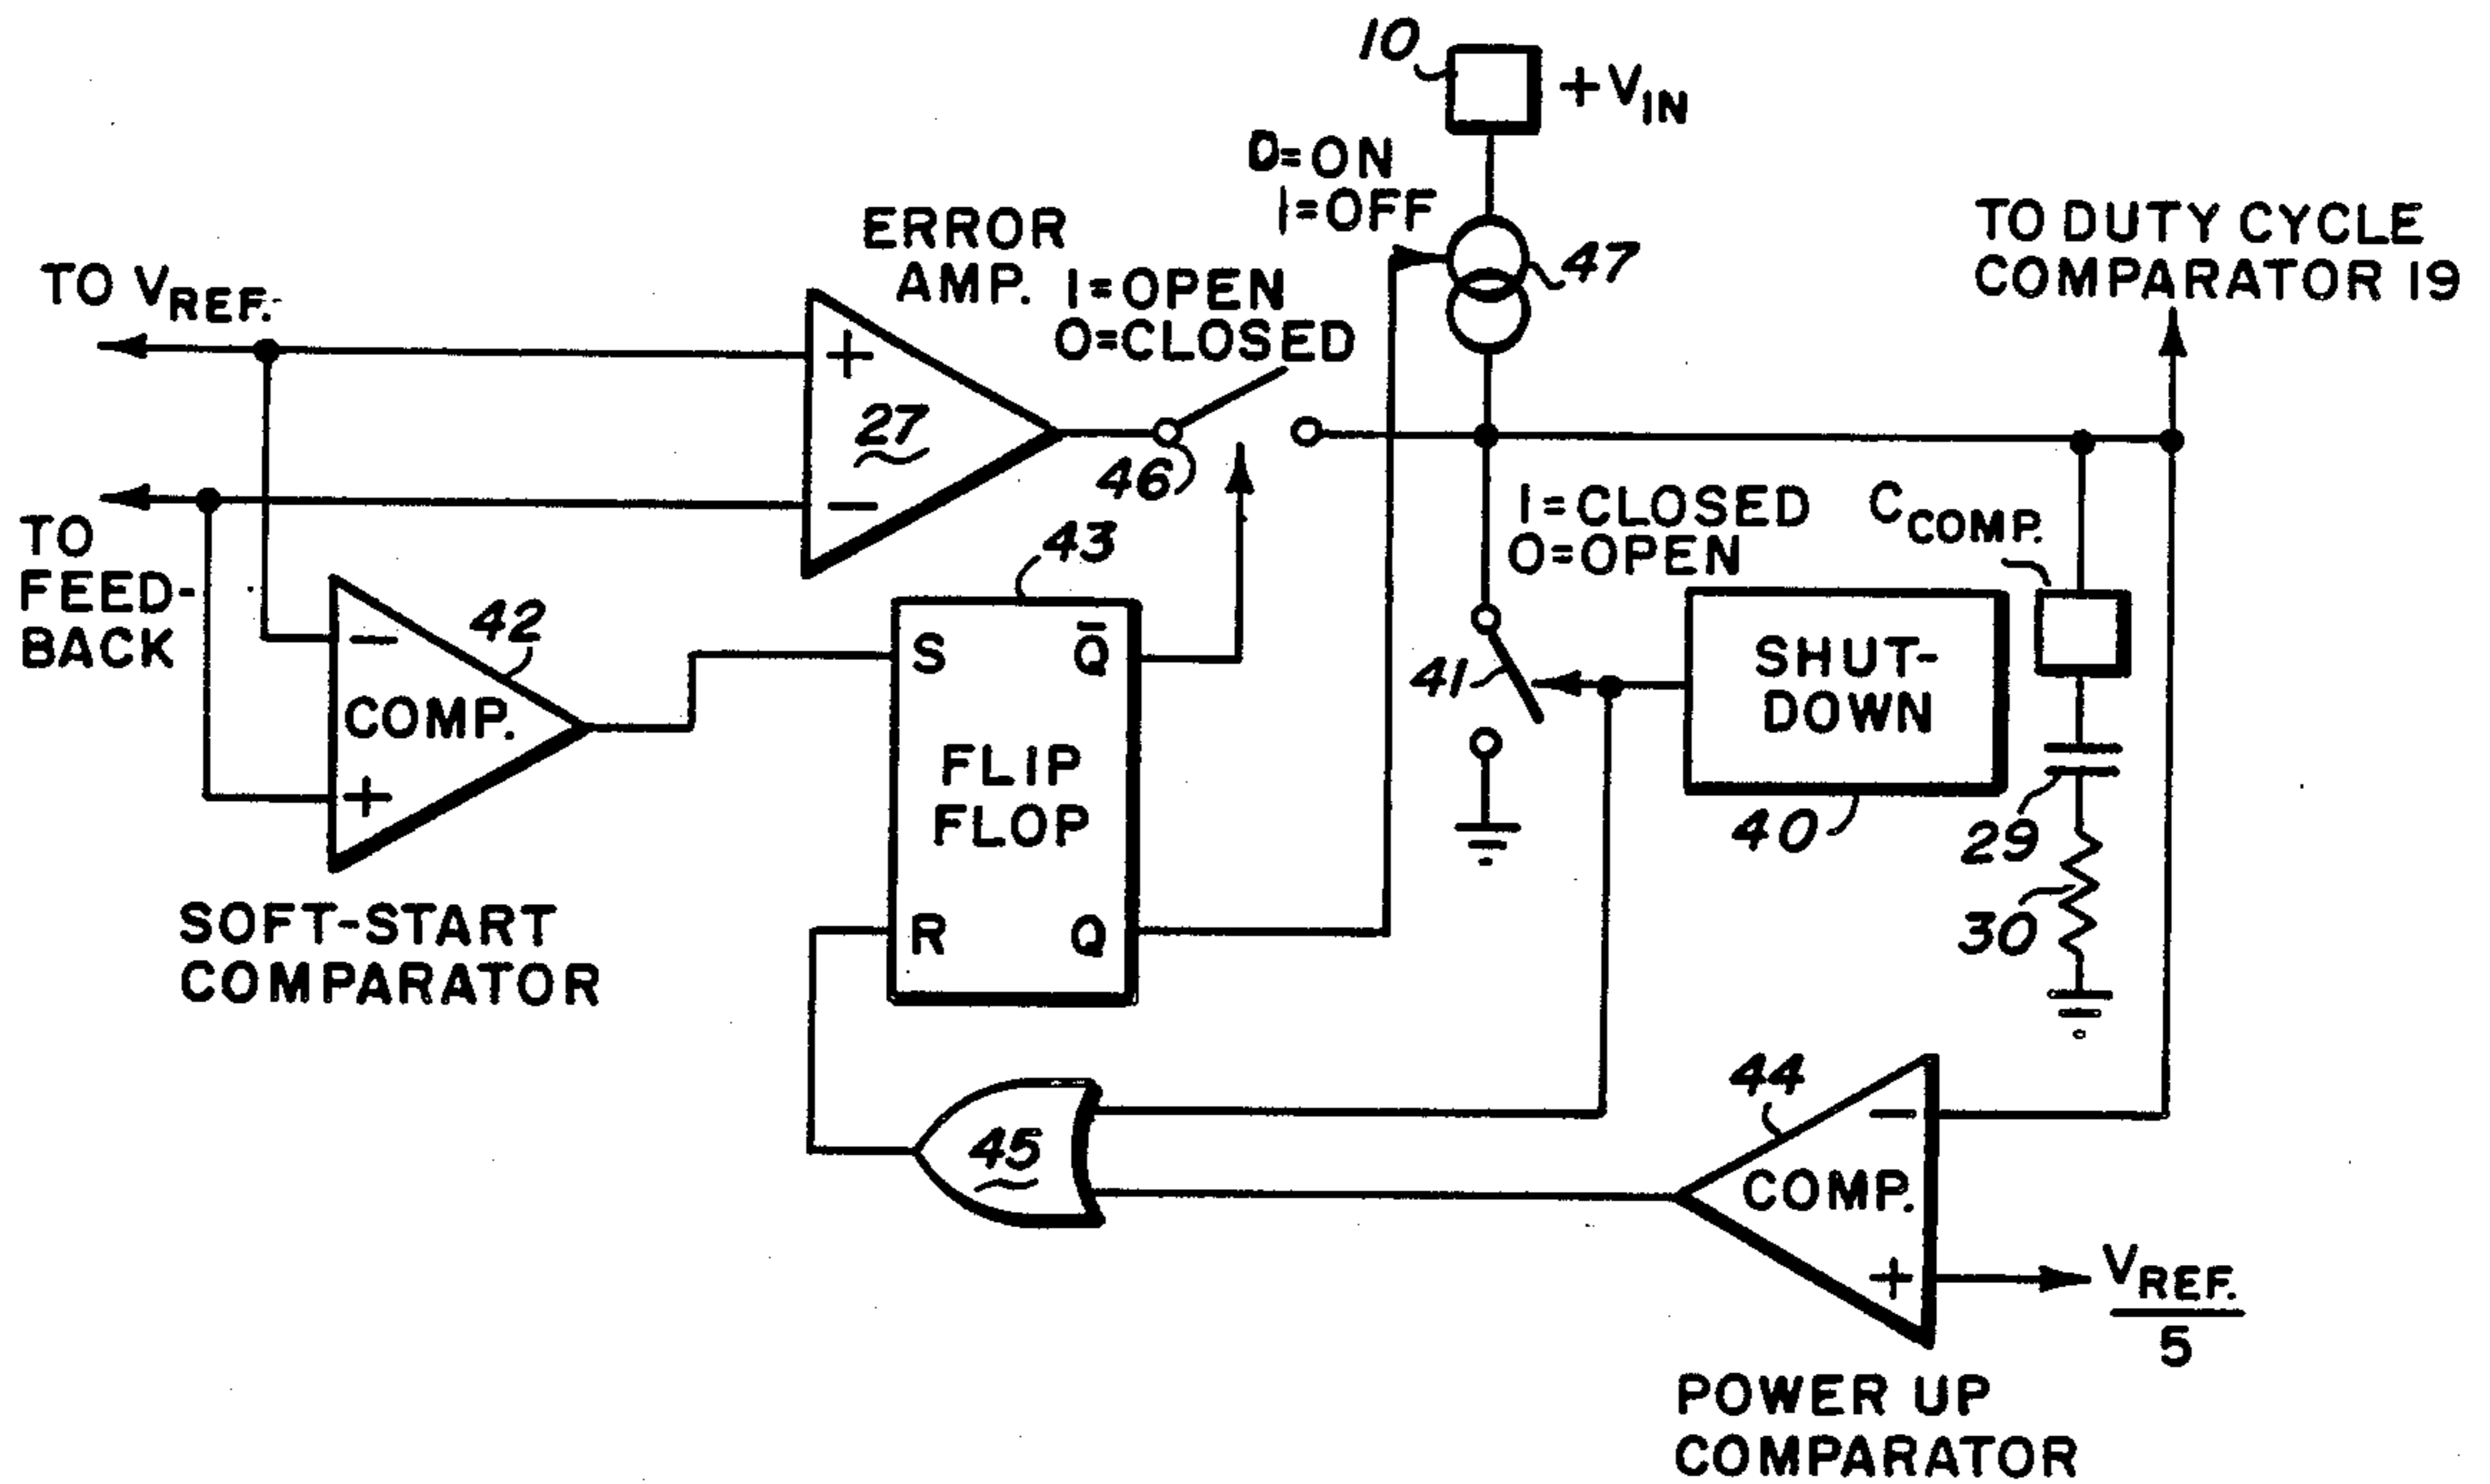 10
+VIN
0=ON
1=OFF
47
TO DUTY CYCLE
COMPARATOR 19
ERROR
AMP.
1=OPEN
0=CLOSED
TO VREF.
+
27
−
46
TO
FEED-
BACK
43
1=CLOSED
0=OPEN
CCOMP.
42
−
COMP.
+
S
Q̅
FLIP
FLOP
R
Q
41
SHUT-
DOWN
40
29
30
SOFT-START
COMPARATOR
44
−
COMP.
+
45
VREF.
5
POWER UP
COMPARATOR